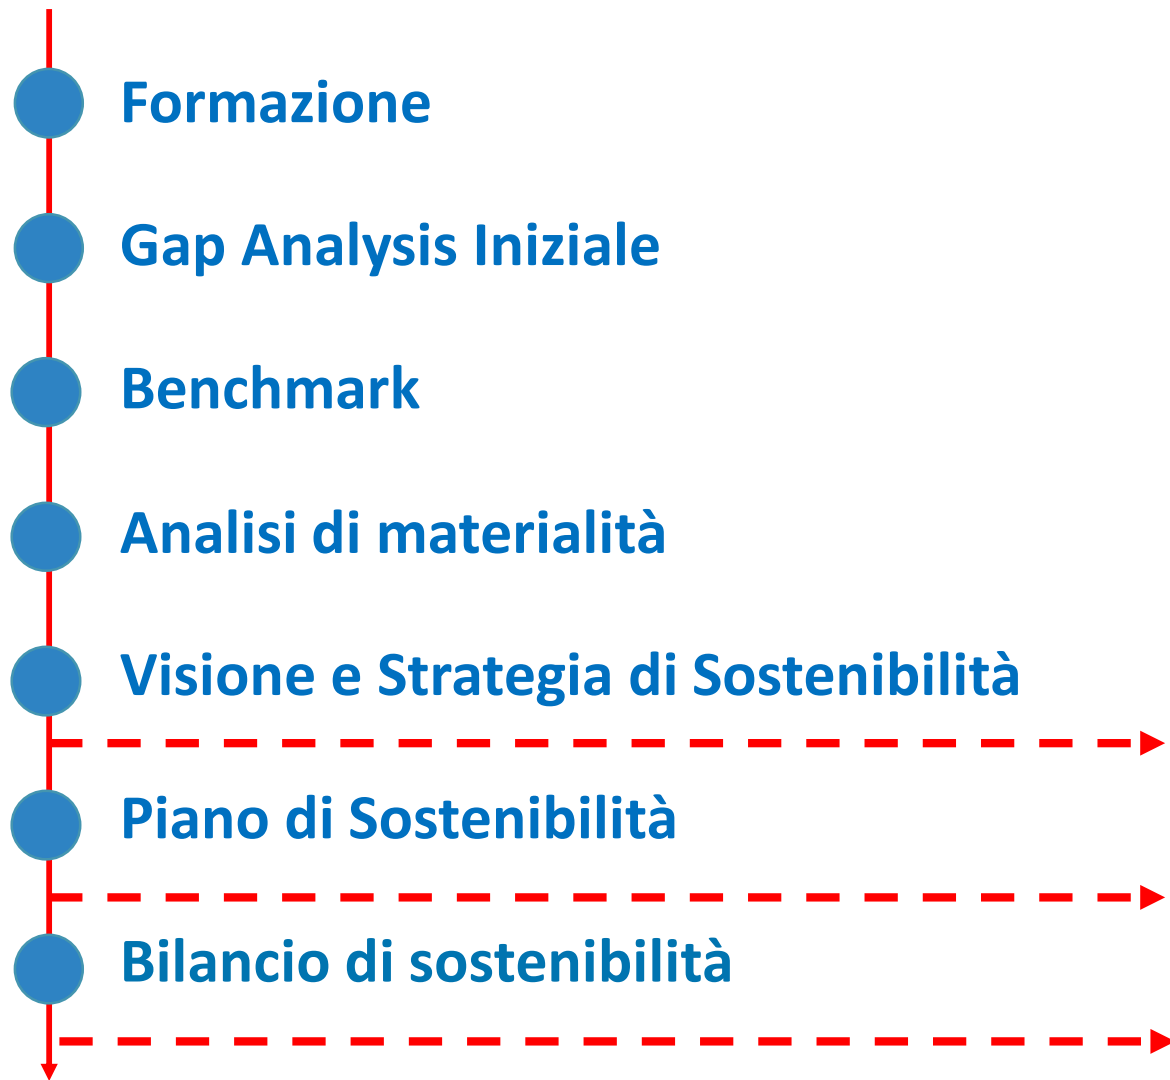 Formazione
Gap Analysis Iniziale
Benchmark
Analisi di materialità
Visione e Strategia di Sostenibilità
Piano di Sostenibilità
Bilancio di sostenibilità